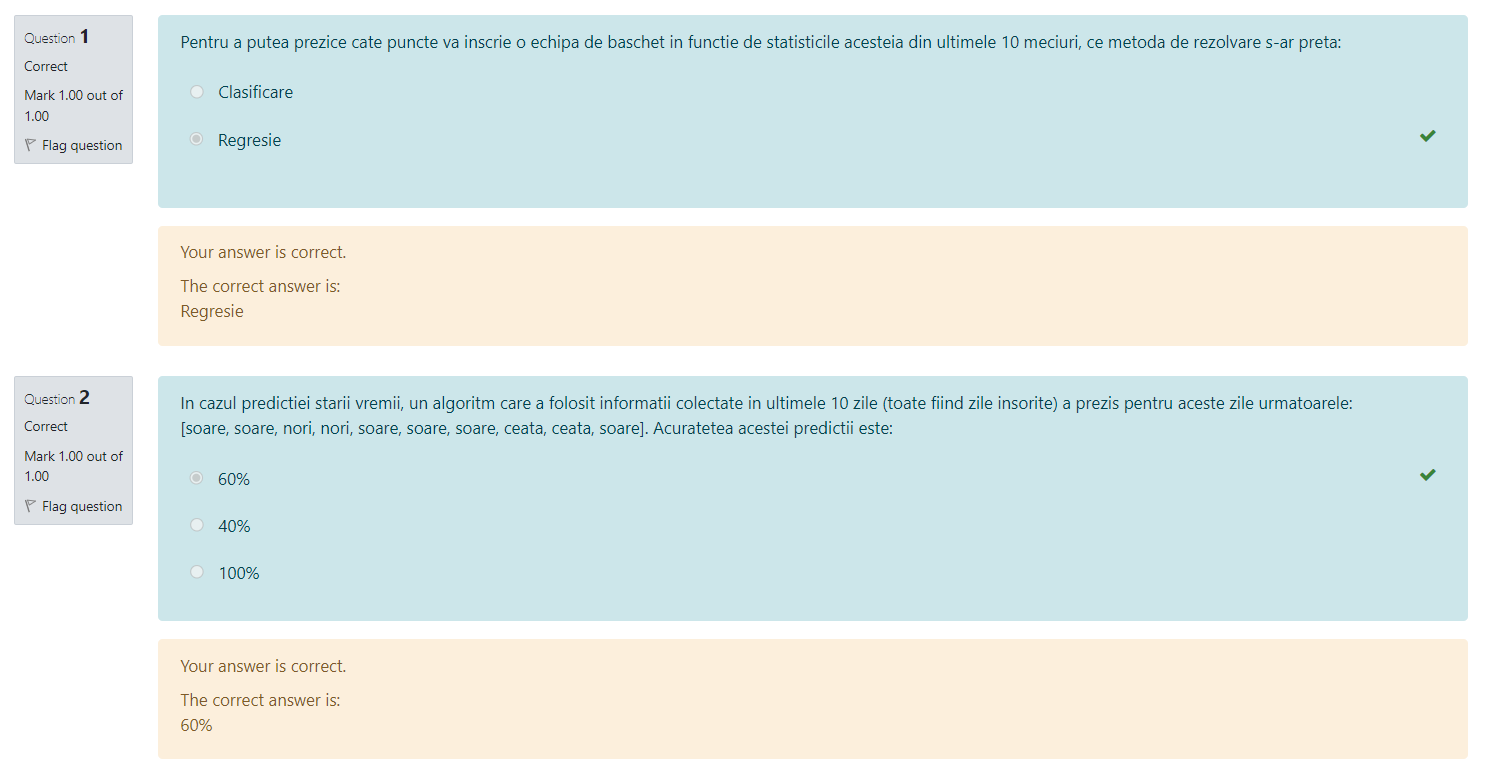 Question 1
Correct
Mark 1.00 out of
1.00
Flag question
Pentru a putea prezice cate puncte va inscrie o echipa de baschet in functie de statisticile acesteia din ultimele 10 meciuri, ce metoda de rezolvare s-ar preta:
Clasificare
Regresie
Your answer is correct.
The correct answer is:
Regresie
Question 2
Correct
Mark 1.00 out of
1.00
Flag question
In cazul predictiei starii vremii, un algoritm care a folosit informatii colectate in ultimele 10 zile (toate fiind zile insorite) a prezis pentru aceste zile urmatoarele:
[soare, soare, nori, nori, soare, soare, soare, ceata, ceata, soare]. Acuratetea acestei predictii este:
60%
40%
100%
Your answer is correct.
The correct answer is:
60%